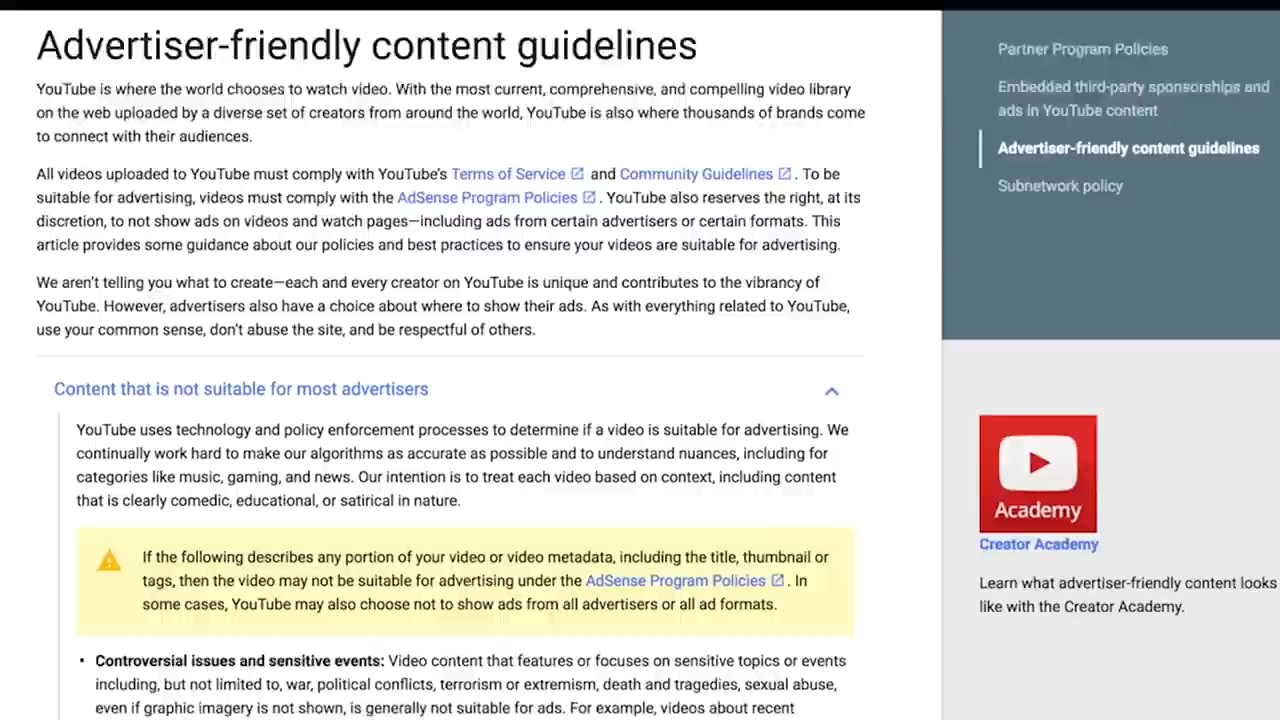 Advertiser-friendly content guidelines
YouTube is where the world chooses to watch video. With the most current, comprehensive, and compelling video library
on the web uploaded by a diverse set of creators from around the world, YouTube is also where thousands of brands come
to connect with their audiences.
All videos uploaded to YouTube must comply with YouTube's Terms of Service and Community Guidelines. To be
suitable for advertising, videos must comply with the AdSense Program Policies. YouTube also reserves the right, at its
discretion, to not show ads on videos and watch pages—including ads from certain advertisers or certain formats. This
article provides some guidance about our policies and best practices to ensure your videos are suitable for advertising.
We aren't telling you what to create—each and every creator on YouTube is unique and contributes to the vibrancy of
YouTube. However, advertisers also have a choice about where to show their ads. As with everything related to YouTube,
use your common sense, don't abuse the site, and be respectful of others.
Content that is not suitable for most advertisers
YouTube uses technology and policy enforcement processes to determine if a video is suitable for advertising. We
continually work hard to make our algorithms as accurate as possible and to understand nuances, including for
categories like music, gaming, and news. Our intention is to treat each video based on context, including content
that is clearly comedic, educational, or satirical in nature.
If the following describes any portion of your video or video metadata, including the title, thumbnail or
tags, then the video may not be suitable for advertising under the AdSense Program Policies. In
some cases, YouTube may also choose not to show ads from all advertisers or all ad formats.
• Controversial issues and sensitive events: Video content that features or focuses on sensitive topics or events
including, but not limited to, war, political conflicts, terrorism or extremism, death and tragedies, sexual abuse,
even if graphic imagery is not shown, is generally not suitable for ads. For example, videos about recent
Partner Program Policies
Embedded third-party sponsorships and
ads in YouTube content
Advertiser-friendly content guidelines
Subnetwork policy
Academy
Creator Academy
Learn what advertiser-friendly content looks
like with the Creator Academy.